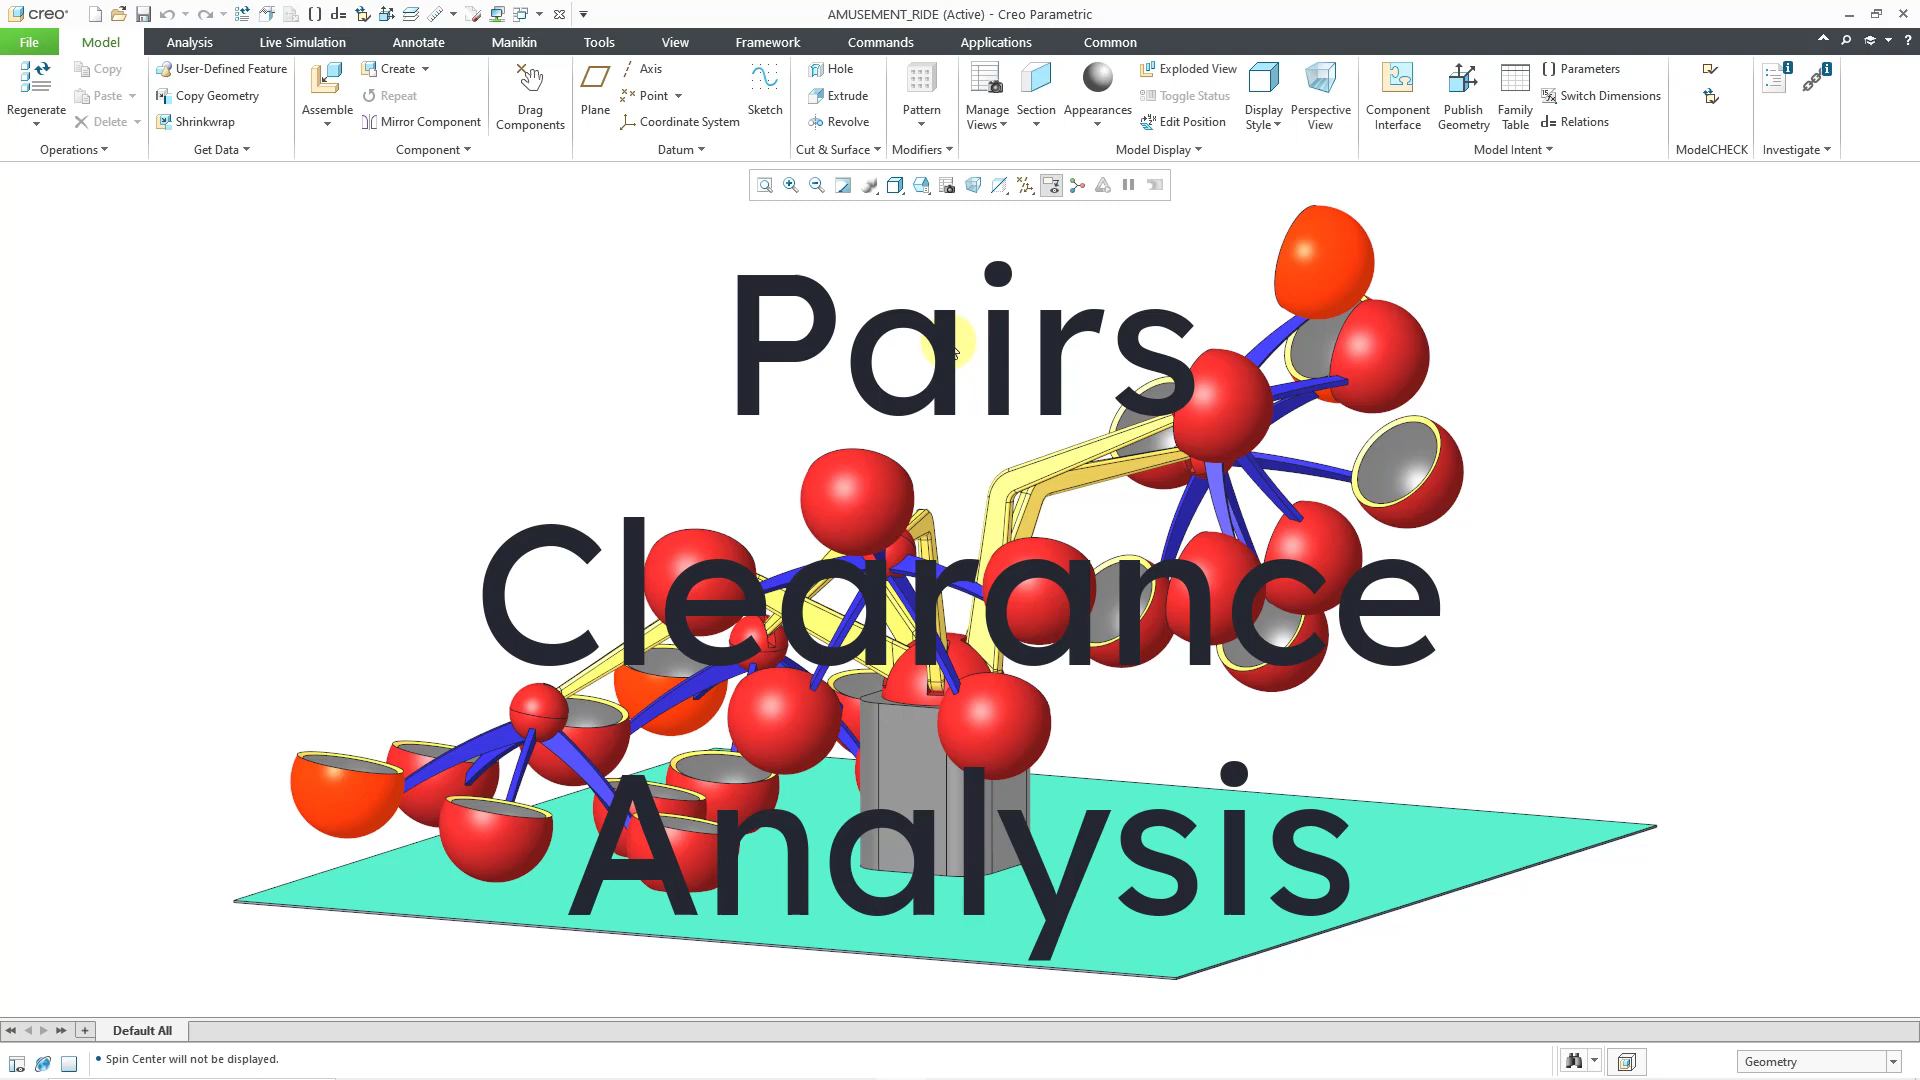 creo
AMUSEMENT_RIDE (Active) - Creo Parametric
File Model Analysis Live Simulation Annotate Manikin Tools View Framework Commands Applications Common
Regenerate
Copy
Paste
Delete
Operations
User-Defined Feature
Copy Geometry
Shrinkwrap
Get Data
Assemble
Create
Repeat
Mirror Component
Component
Drag
Components
Plane
Axis
Point
Coordinate System
Sketch
Datum
Hole
Extrude
Revolve
Cut & Surface
Pattern
Modifiers
Manage
Views
Section
Appearances
Exploded View
Toggle Status
Edit Position
Display
Style
Perspective
View
Model Display
Component
Interface
Publish
Geometry
Family
Table
Parameters
Switch Dimensions
d= Relations
Model Intent
ModelCHECK
Investigate
Pairs
Clearance
Analysis
Default All
Spin Center will not be displayed.
Geometry